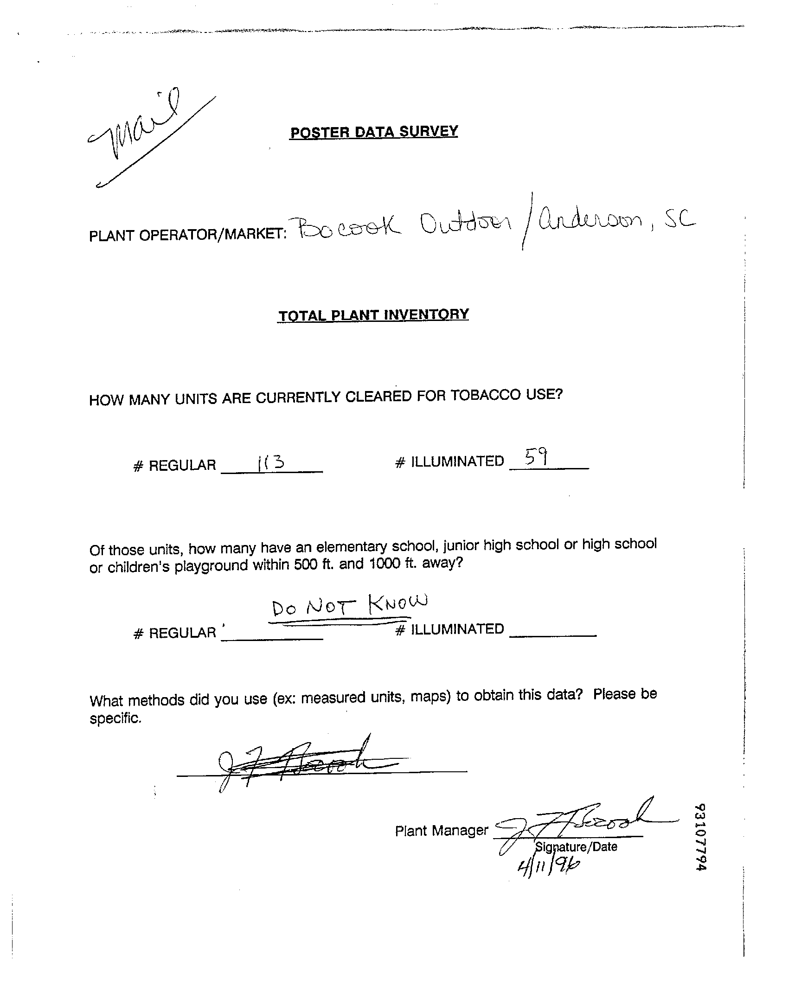 mail
POSTER DATA SURVEY
PLANT OPERATOR/MARKET: Bocook Outdoor / Anderson, SC
TOTAL PLANT INVENTORY
HOW MANY UNITS ARE CURRENTLY CLEARED FOR TOBACCO USE?
# REGULAR 113 # ILLUMINATED 59
Of those units, how many have an elementary school, junior high school or high school
or children's playground within 500 ft. and 1000 ft. away?
DO NOT KNOW
# REGULAR # ILLUMINATED
What methods did you use (ex: measured units, maps) to obtain this data? Please be
specific.
J F Bocook
Plant Manager J F Bocook
Signature/Date
4/11/96
93107794